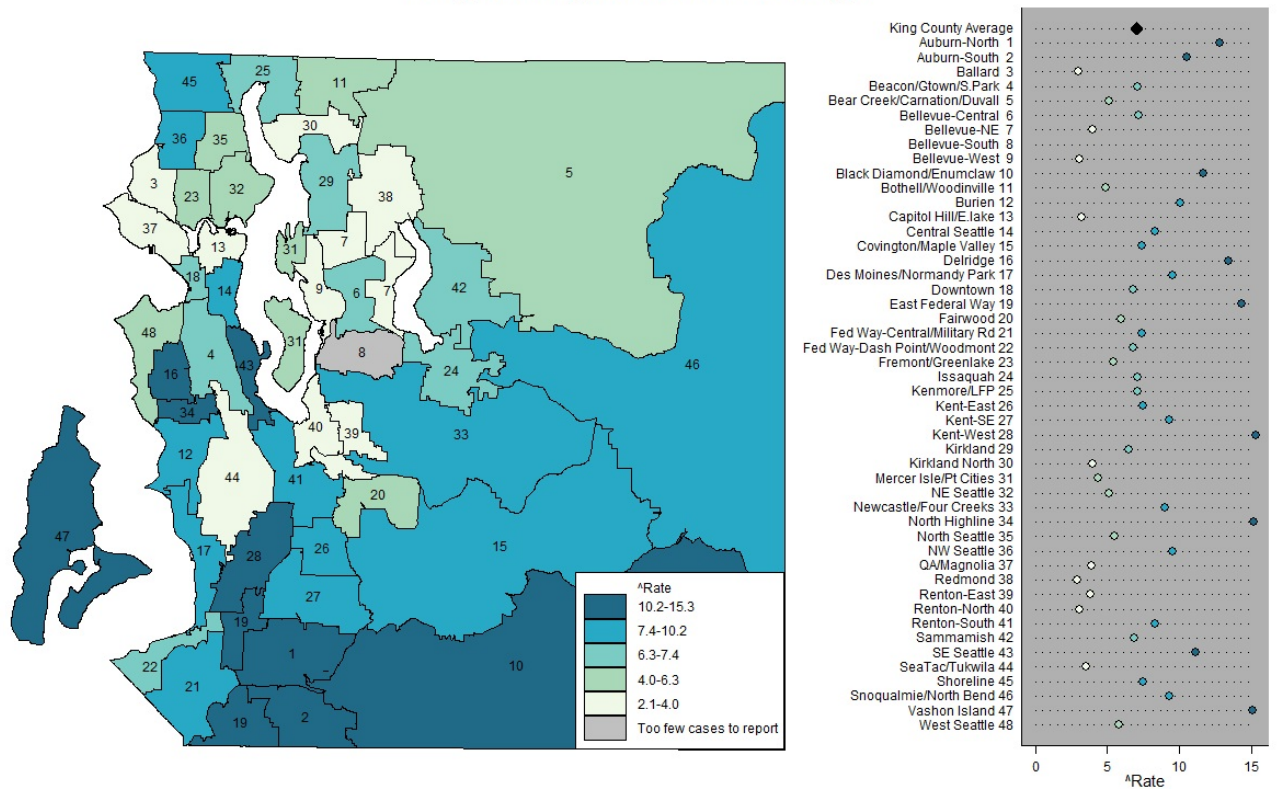 45
25
11
36
35
30
3
23
32
29
38
5
37
13
31
7
18
14
9
6
7
42
48
4
31
8
16
43
24
46
34
40
39
33
12
44
41
20
47
17
28
26
15
27
19
1
22
21
10
19
2
^Rate
10.2-15.3
7.4-10.2
6.3-7.4
4.0-6.3
2.1-4.0
Too few cases to report
King County Average
Auburn-North 1
Auburn-South 2
Ballard 3
Beacon/Gtown/S.Park 4
Bear Creek/Carnation/Duvall 5
Bellevue-Central 6
Bellevue-NE 7
Bellevue-South 8
Bellevue-West 9
Black Diamond/Enumclaw 10
Bothell/Woodinville 11
Burien 12
Capitol Hill/E.lake 13
Central Seattle 14
Covington/Maple Valley 15
Delridge 16
Des Moines/Normandy Park 17
Downtown 18
East Federal Way 19
Fairwood 20
Fed Way-Central/Military Rd 21
Fed Way-Dash Point/Woodmont 22
Fremont/Greenlake 23
Issaquah 24
Kenmore/LFP 25
Kent-East 26
Kent-SE 27
Kent-West 28
Kirkland 29
Kirkland North 30
Mercer Isle/Pt Cities 31
NE Seattle 32
Newcastle/Four Creeks 33
North Highline 34
North Seattle 35
NW Seattle 36
QA/Magnolia 37
Redmond 38
Renton-East 39
Renton-North 40
Renton-South 41
Sammamish 42
SE Seattle 43
SeaTac/Tukwila 44
Shoreline 45
Snoqualmie/North Bend 46
Vashon Island 47
West Seattle 48
0 5 10 15
^Rate